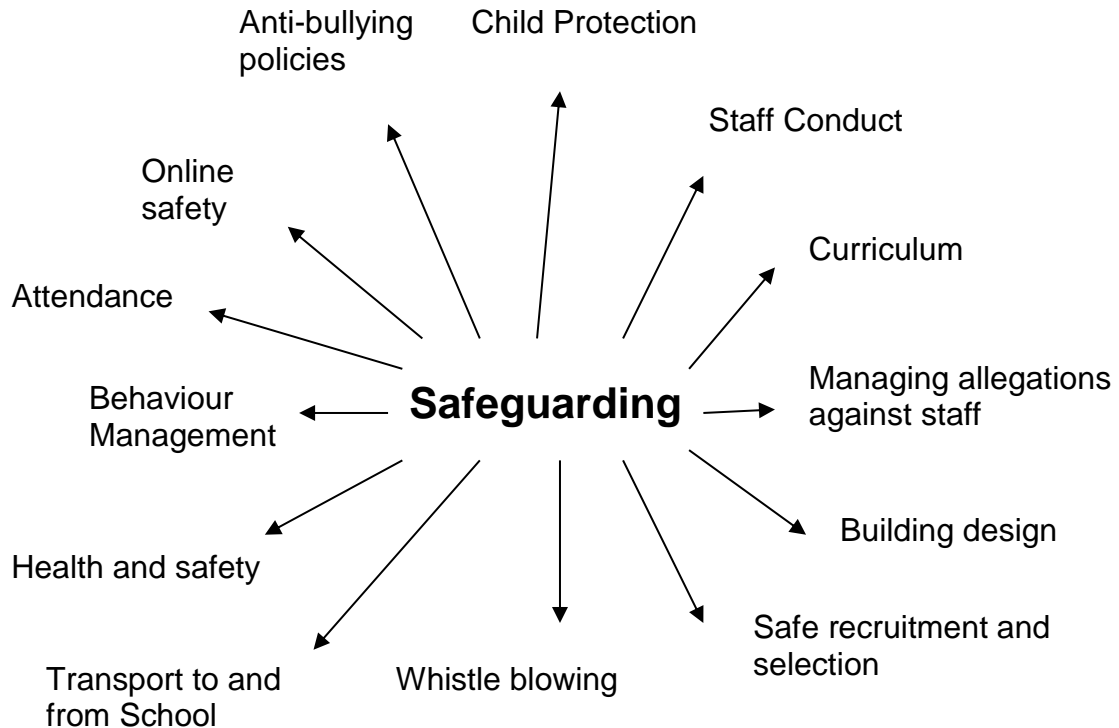 Anti-bullying
policies
Child Protection
Staff Conduct
Online
safety
Curriculum
Attendance
Managing allegations
against staff
Behaviour
Management
Safeguarding
Building design
Health and safety
Safe recruitment and
selection
Transport to and
from School
Whistle blowing